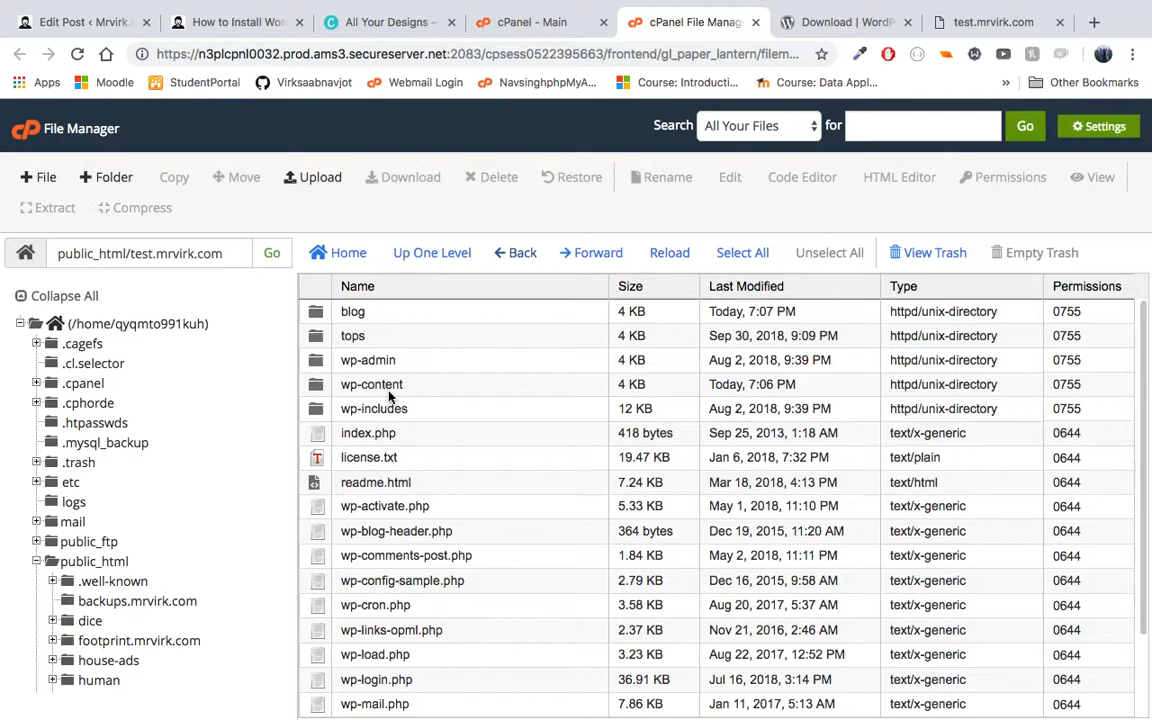 Edit Post ‹ Mrvirk.
How to Install Wo
All Your Designs –
cPanel - Main
cPanel File Manag
Download | WordP
test.mrvirk.com
https://n3plcpnl0032.prod.ams3.secureserver.net:2083/cpsess0522395663/frontend/gl_paper_lantern/filem...
Apps Moodle StudentPortal Virksaabnavjot Webmail Login NavsinghphpMyA... Course: Introducti... Course: Data Appl... » Other Bookmarks
cP File Manager Search All Your Files for Go Settings
File Folder Copy Move Upload Download Delete Restore Rename Edit Code Editor HTML Editor Permissions View
Extract Compress
public_html/test.mrvirk.com Go Home Up One Level Back Forward Reload Select All Unselect All View Trash Empty Trash
Collapse All
(/home/qyqmto991kuh)
.cagefs
.cl.selector
.cpanel
.cphorde
.htpasswds
.mysql_backup
.trash
etc
logs
mail
public_ftp
public_html
.well-known
backups.mrvirk.com
dice
footprint.mrvirk.com
house-ads
human
Name Size Last Modified Type Permissions
blog 4 KB Today, 7:07 PM httpd/unix-directory 0755
tops 4 KB Sep 30, 2018, 9:09 PM httpd/unix-directory 0755
wp-admin 4 KB Aug 2, 2018, 9:39 PM httpd/unix-directory 0755
wp-content 4 KB Today, 7:06 PM httpd/unix-directory 0755
wp-includes 12 KB Aug 2, 2018, 9:39 PM httpd/unix-directory 0755
index.php 418 bytes Sep 25, 2013, 1:18 AM text/x-generic 0644
license.txt 19.47 KB Jan 6, 2018, 7:32 PM text/plain 0644
readme.html 7.24 KB Mar 18, 2018, 4:13 PM text/html 0644
wp-activate.php 5.33 KB May 1, 2018, 11:10 PM text/x-generic 0644
wp-blog-header.php 364 bytes Dec 19, 2015, 11:20 AM text/x-generic 0644
wp-comments-post.php 1.84 KB May 2, 2018, 11:11 PM text/x-generic 0644
wp-config-sample.php 2.79 KB Dec 16, 2015, 9:58 AM text/x-generic 0644
wp-cron.php 3.58 KB Aug 20, 2017, 5:37 AM text/x-generic 0644
wp-links-opml.php 2.37 KB Nov 21, 2016, 2:46 AM text/x-generic 0644
wp-load.php 3.23 KB Aug 22, 2017, 12:52 PM text/x-generic 0644
wp-login.php 36.91 KB Jul 16, 2018, 3:14 PM text/x-generic 0644
wp-mail.php 7.86 KB Jan 11, 2017, 5:13 AM text/x-generic 0644